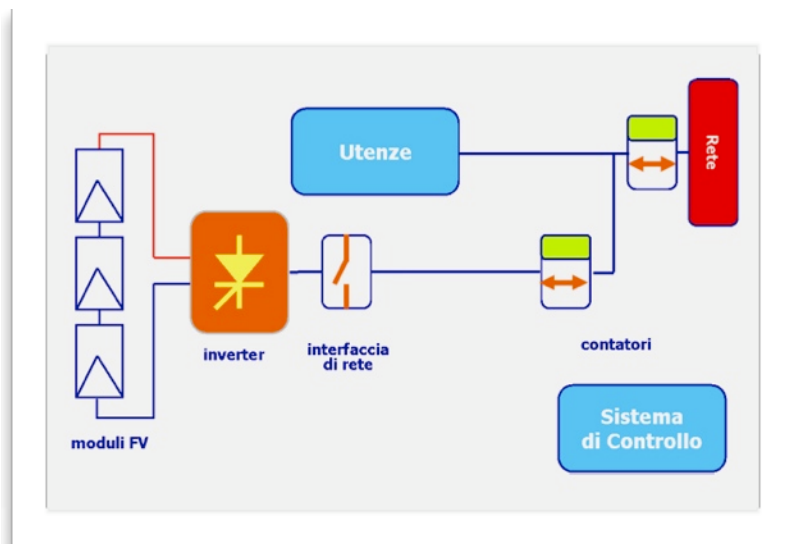 Utenze
Rete
inverter
interfaccia
di rete
contatori
moduli FV
Sistema
di Controllo